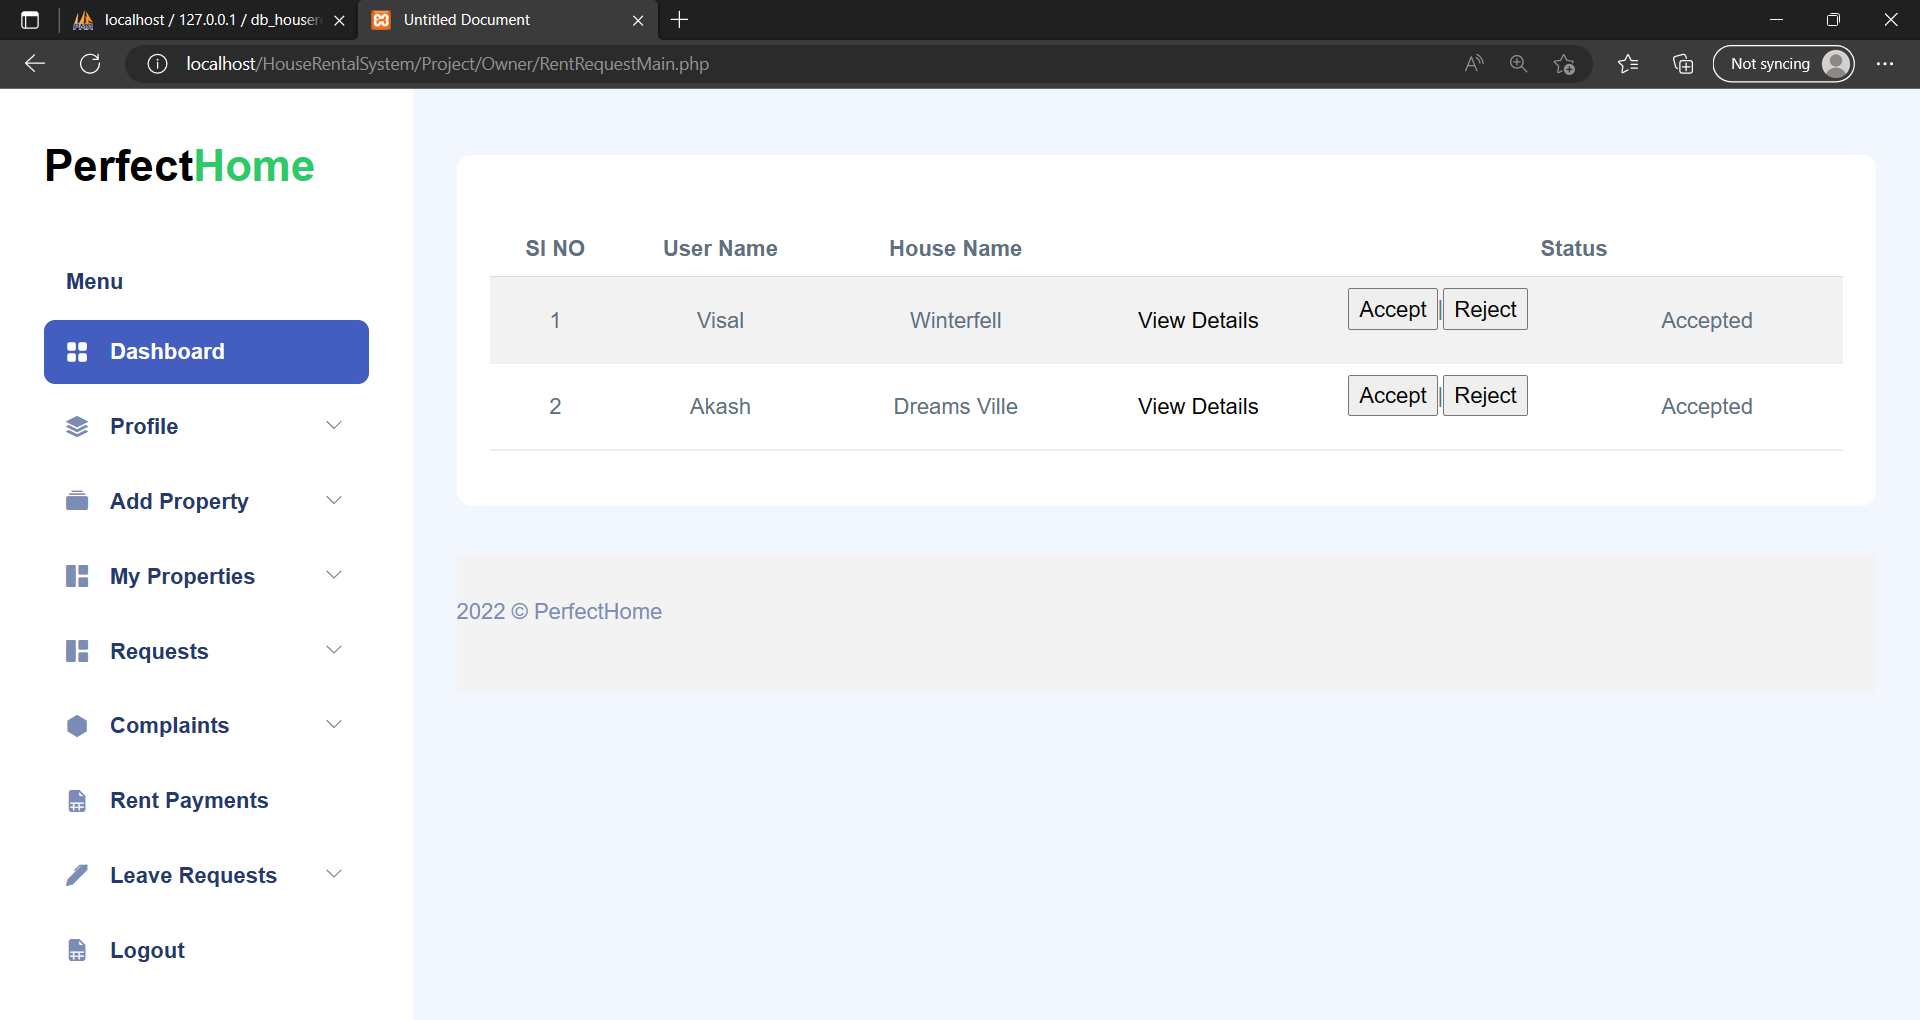 localhost / 127.0.0.1 / db_houser
Untitled Document
localhost/HouseRentalSystem/Project/Owner/RentRequestMain.php
Not syncing
PerfectHome
Menu
Dashboard
Profile
Add Property
My Properties
Requests
Complaints
Rent Payments
Leave Requests
Logout
SI NO User Name House Name Status
1 Visal Winterfell View Details Accept | Reject Accepted
2 Akash Dreams Ville View Details Accept | Reject Accepted
2022 © PerfectHome